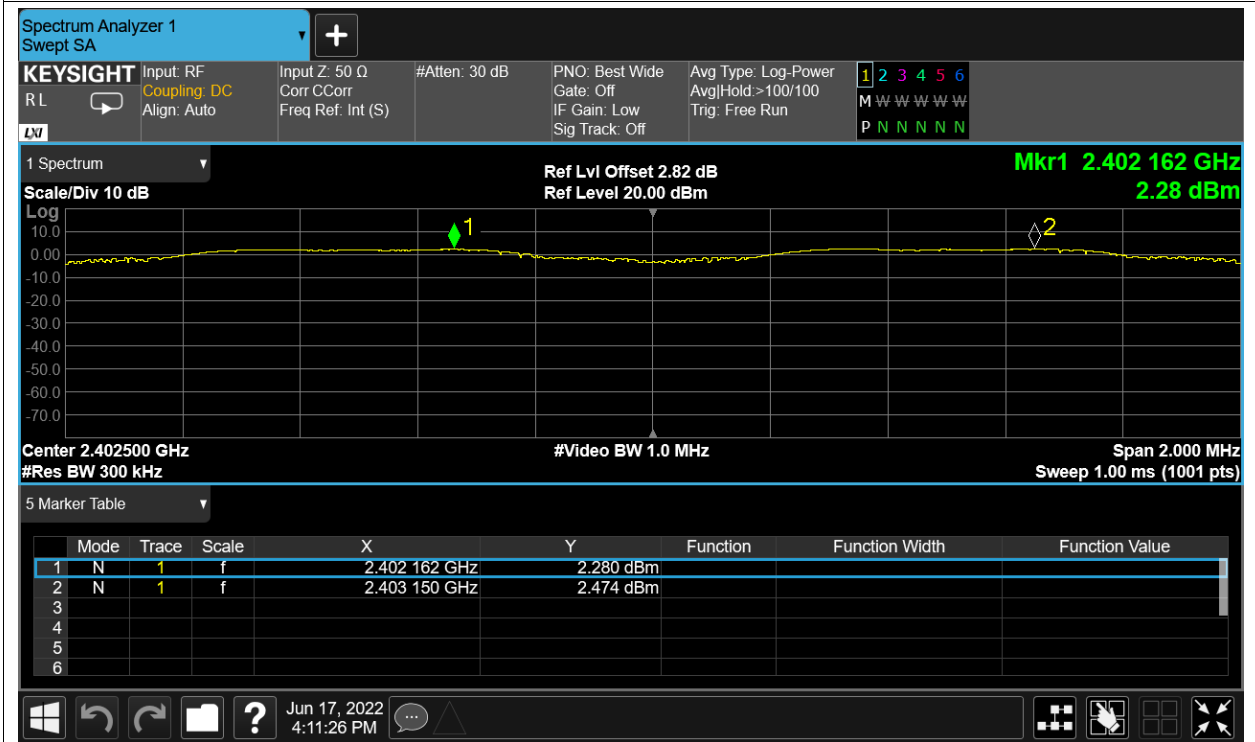 Spectrum Analyzer 1
Swept SA
+
KEYSIGHT
R L
LXI
Input: RF
Coupling: DC
Align: Auto
Input Z: 50 Ω
Corr CCorr
Freq Ref: Int (S)
#Atten: 30 dB
PNO: Best Wide
Gate: Off
IF Gain: Low
Sig Track: Off
Avg Type: Log-Power
Avg|Hold:>100/100
Trig: Free Run
1 2 3 4 5 6
M W W W W W
P N N N N N
1 Spectrum
Scale/Div 10 dB
Ref Lvl Offset 2.82 dB
Ref Level 20.00 dBm
Mkr1 2.402 162 GHz
2.28 dBm
Log
10.0
0.00
-10.0
-20.0
-30.0
-40.0
-50.0
-60.0
-70.0
1
2
Center 2.402500 GHz
#Res BW 300 kHz
#Video BW 1.0 MHz
Span 2.000 MHz
Sweep 1.00 ms (1001 pts)
5 Marker Table
Mode Trace Scale X Y Function Function Width Function Value
1 N 1 f 2.402 162 GHz 2.280 dBm
2 N 1 f 2.403 150 GHz 2.474 dBm
3
4
5
6
?
Jun 17, 2022
4:11:26 PM